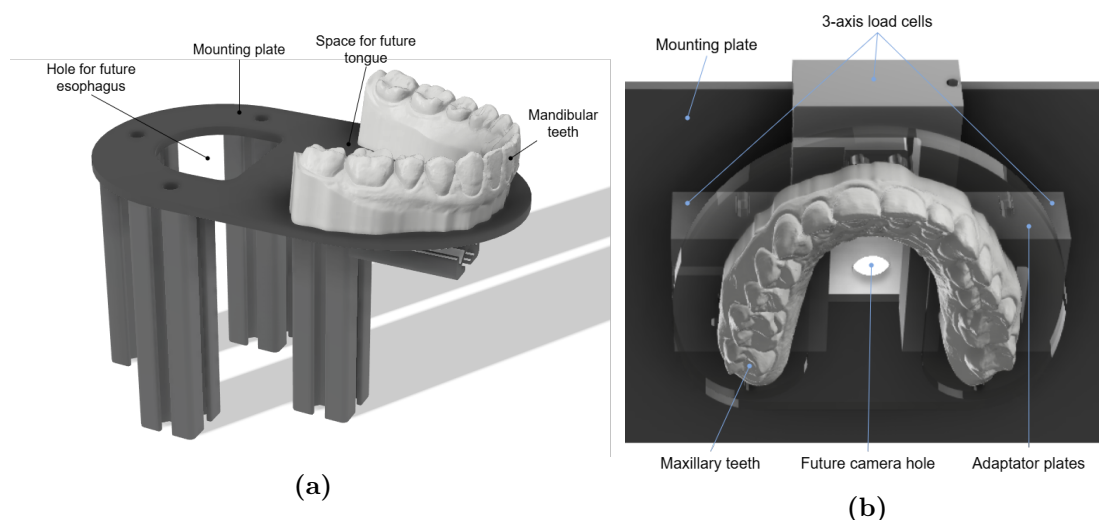 Space for future
tongue
Mounting plate
Hole for future
esophagus
Mandibular
teeth
(a)
3-axis load cells
Mounting plate
Maxillary teeth
Future camera hole
Adaptator plates
(b)